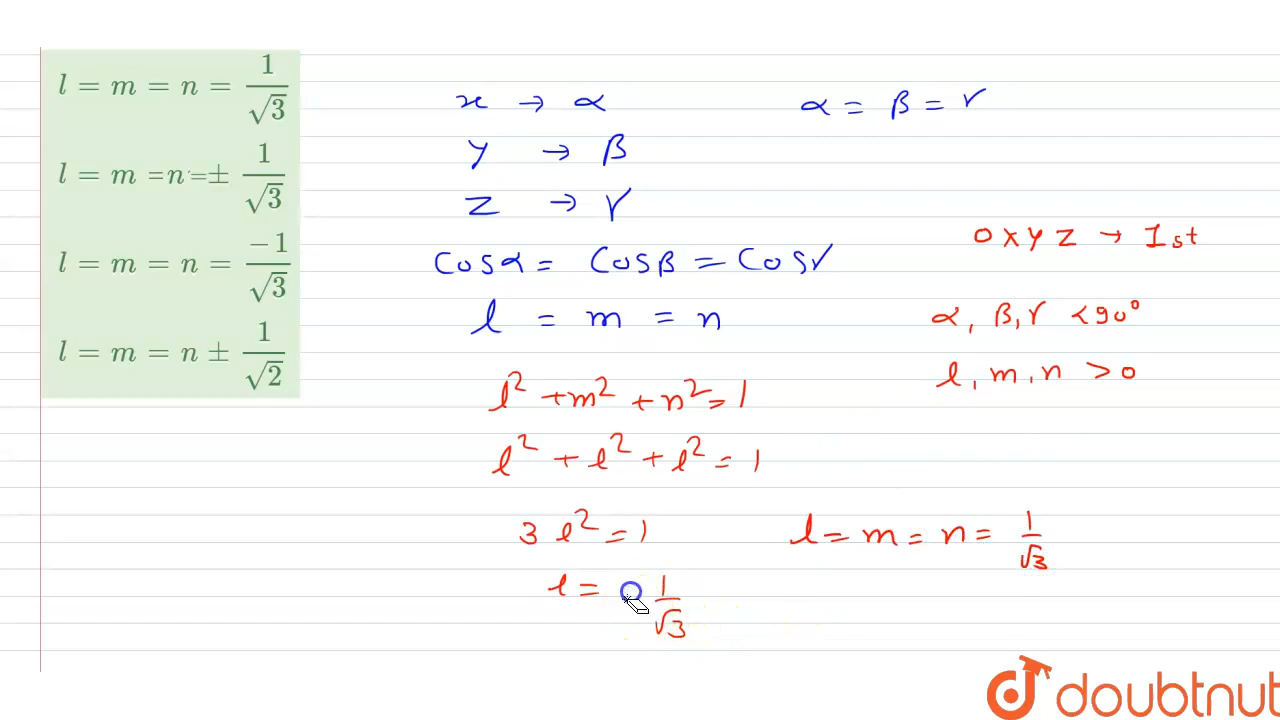 l = m = n = 1/√3
l = m = n = ± 1/√3
l = m = n = -1/√3
l = m = n ± 1/√2
x → α
y → β
z → γ
cosα = cosβ = cosγ
l = m = n
l² + m² + n² = 1
l² + l² + l² = 1
3 l² = 1
l = 1/√3
α = β = γ
OXYZ → 1st
α, β, γ < 90°
l, m, n > 0
l = m = n = 1/√3
doubtnut